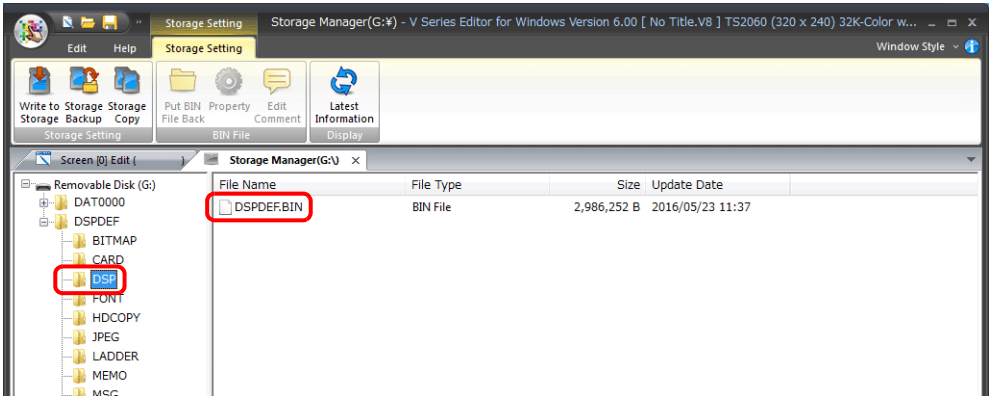 Storage Setting Storage Manager(G:¥) - V Series Editor for Windows Version 6.00 [ No Title.V8 ] TS2060 (320 x 240) 32K-Color w...
Edit Help Storage Setting Window Style
Write to Storage Storage Put BIN Property Edit Latest
Storage Backup Copy File Back Comment Information
Storage Setting BIN File Display
Screen [0] Edit ( ) Storage Manager(G:\) ×
Removable Disk (G:) File Name File Type Size Update Date
DAT0000 DSPDEF.BIN BIN File 2,986,252 B 2016/05/23 11:37
DSPDEF
BITMAP
CARD
DSP
FONT
HDCOPY
JPEG
LADDER
MEMO
MSG